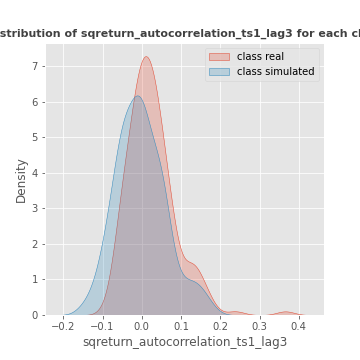 stribution of sqreturn_autocorrelation_ts1_lag3 for each cl
class real
class simulated
7
6
5
4
3
2
1
0
Density
−0.2 −0.1 0.0 0.1 0.2 0.3 0.4
sqreturn_autocorrelation_ts1_lag3